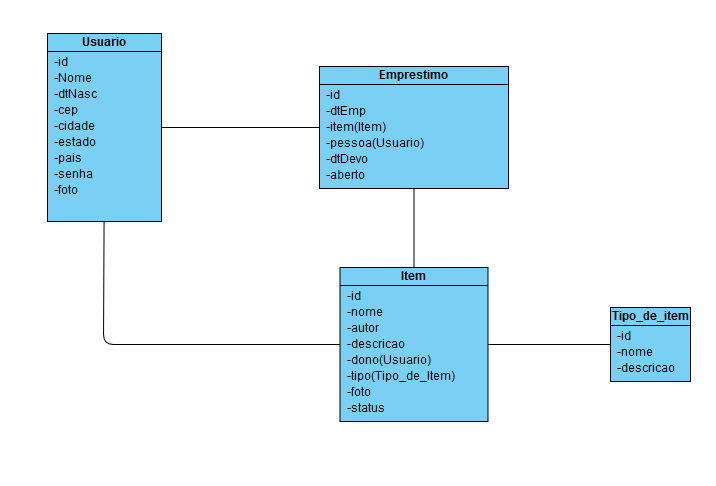 Usuario
-id
-Nome
-dtNasc
-cep
-cidade
-estado
-pais
-senha
-foto
Emprestimo
-id
-dtEmp
-item(Item)
-pessoa(Usuario)
-dtDevo
-aberto
Item
-id
-nome
-autor
-descricao
-dono(Usuario)
-tipo(Tipo_de_Item)
-foto
-status
Tipo_de_item
-id
-nome
-descricao